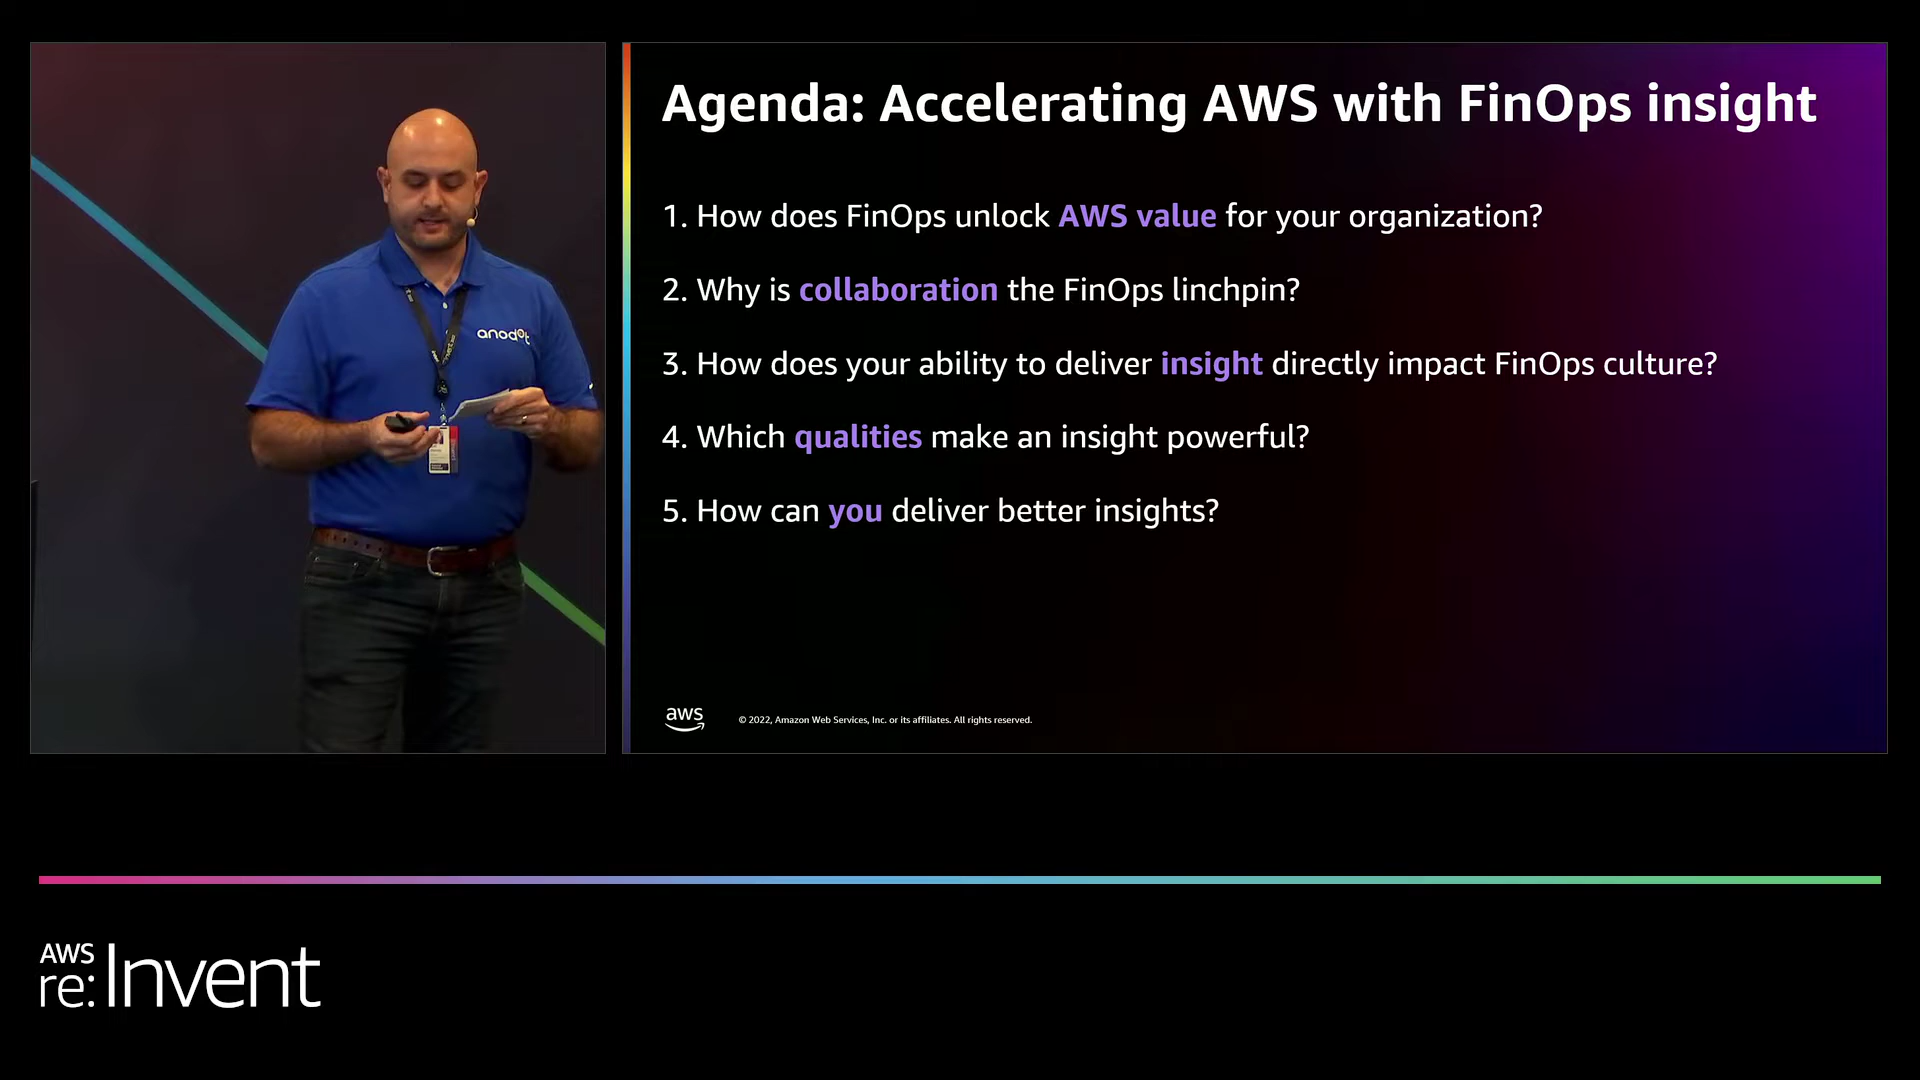 anodot
Agenda: Accelerating AWS with FinOps insight
1. How does FinOps unlock AWS value for your organization?
2. Why is collaboration the FinOps linchpin?
3. How does your ability to deliver insight directly impact FinOps culture?
4. Which qualities make an insight powerful?
5. How can you deliver better insights?
aws
© 2022, Amazon Web Services, Inc. or its affiliates. All rights reserved.
AWS
re:Invent